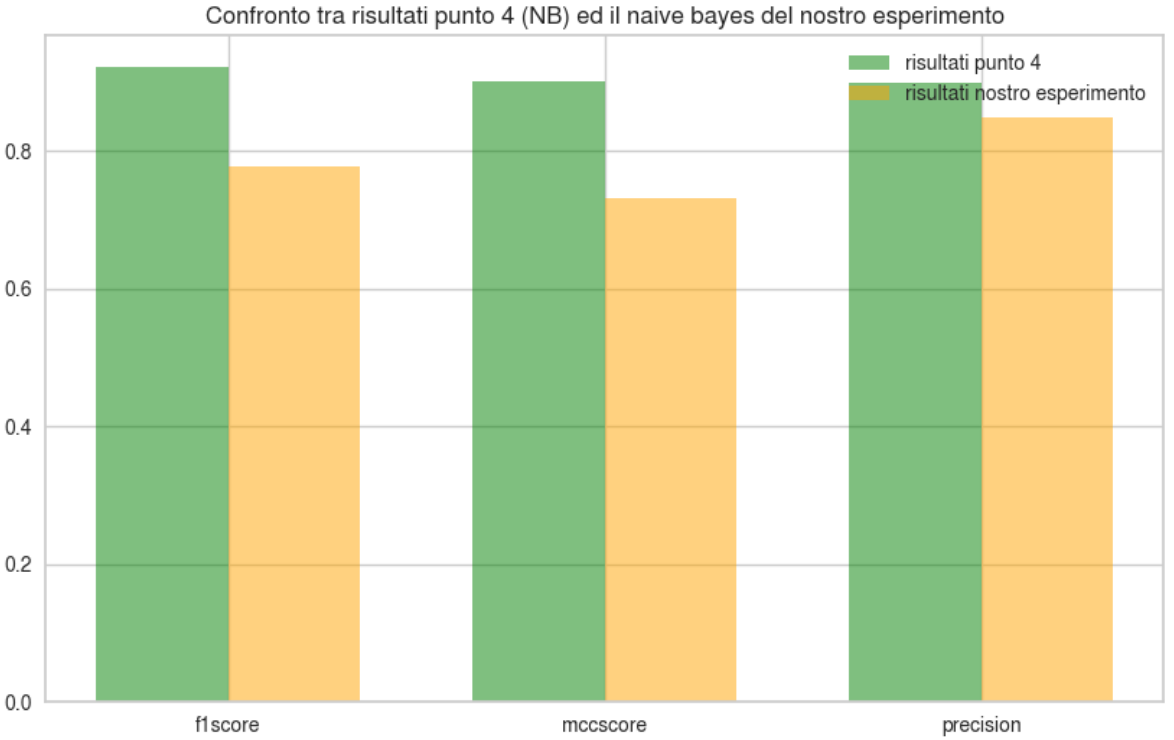 Confronto tra risultati punto 4 (NB) ed il naive bayes del nostro esperimento
risultati punto 4
risultati nostro esperimento
0.8
0.6
0.4
0.2
0.0
f1score mccscore precision